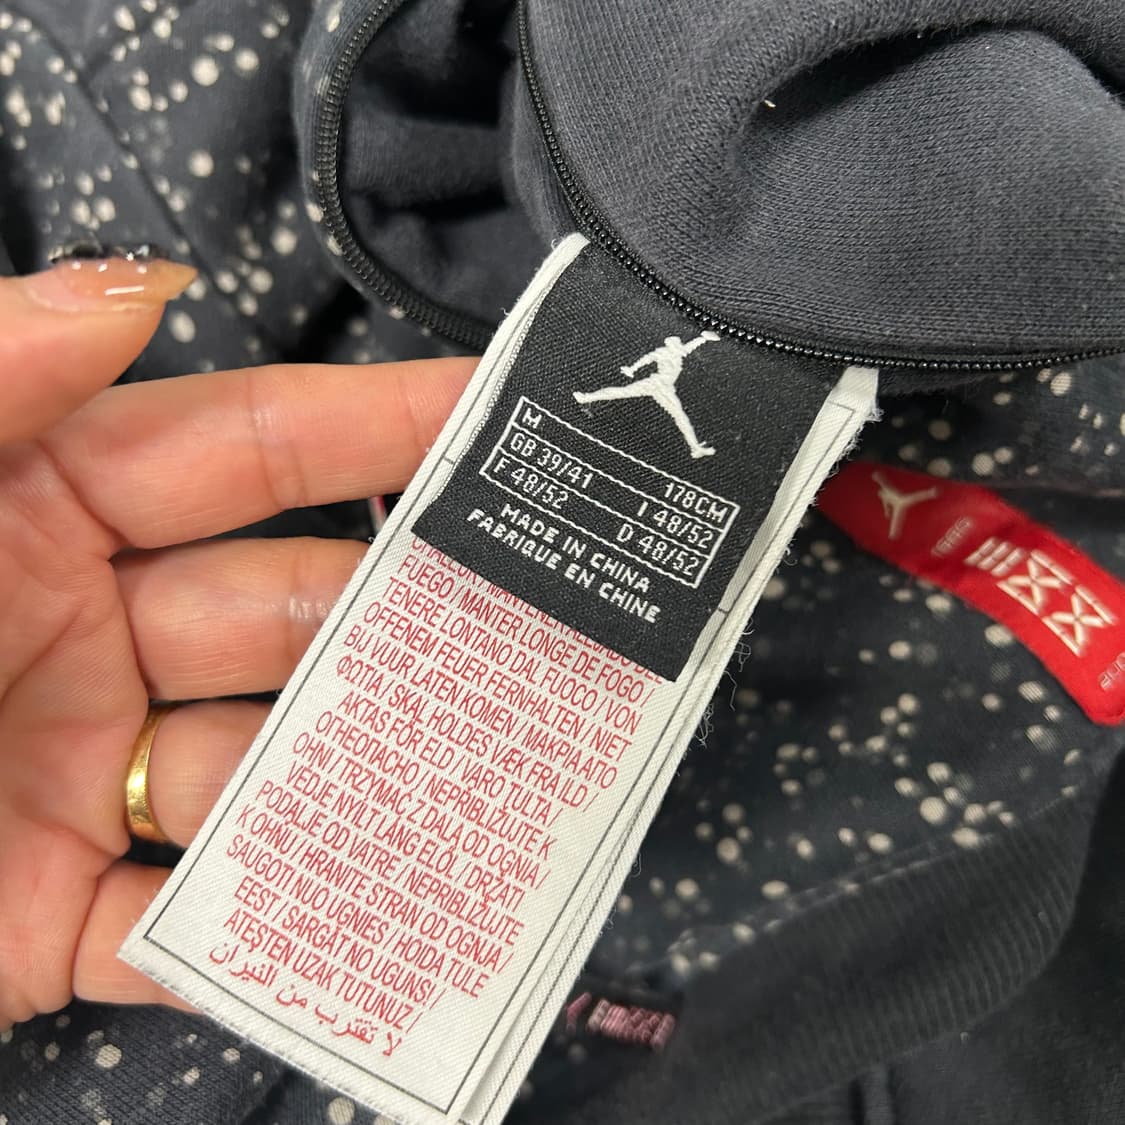 M 178CM
GB 39/41 I 48/52
F 48/52 D 48/52
MADE IN CHINA
FABRIQUE EN CHINE
FUEGO / MANTER LONGE DE FOGO /
TENERE LONTANO DAL FUOCO / VON
OFFENEM FEUER FERNHALTEN / NIET
BIJ VUUR LATEN KOMEN / ΜΑΚΡΙΑ ΑΠΟ
ΦΩΤΙΑ / SKAL HOLDES VÆK FRA ILD /
AKTAS FÖR ELD / VARO TULTA /
ОГНЕОПАСНО / NEPRIBLIŽUJTE K
OHNI / TRZYMAĆ Z DALA OD OGNIA /
VEDJE NYÍLT LÁNG ELŐL / DRŽATI
PODALJE OD VATRE / NEPRIBLIŽUJTE
K OHŇU / HRANITE STRAN OD OGNJA /
SAUGOTI NUO UGNIES / HOIDA TULE
EEST / SARGĀT NO UGUNS! /
ATEŞTEN UZAK TUTUNUZ /
لا تقترب من النيران